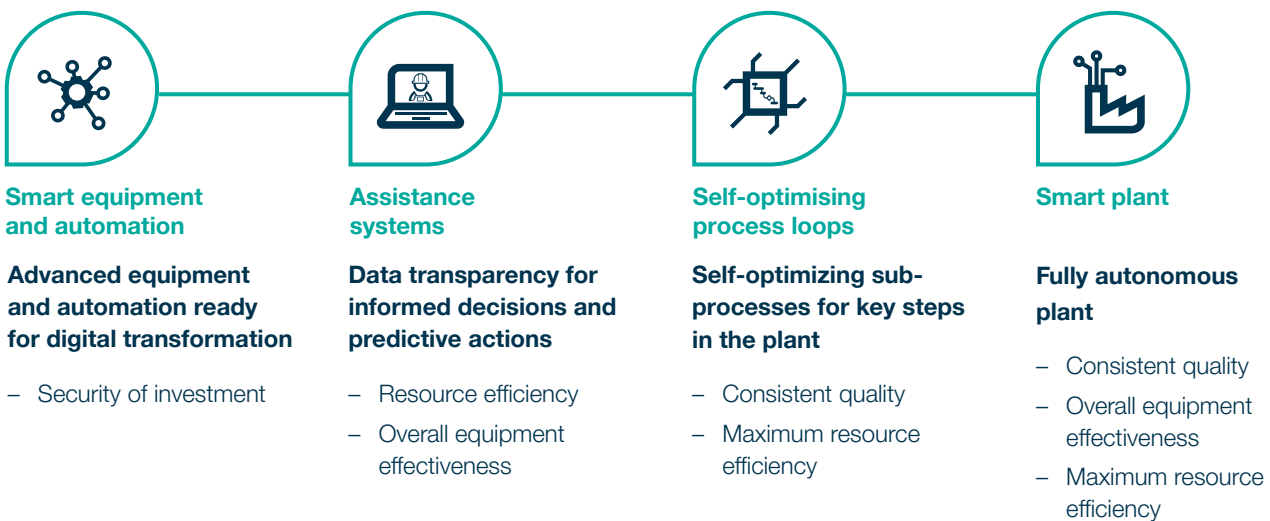 Smart equipment
and automation
Advanced equipment
and automation ready
for digital transformation
– Security of investment
Assistance
systems
Data transparency for
informed decisions and
predictive actions
– Resource efficiency
– Overall equipment
effectiveness
Self-optimising
process loops
Self-optimizing sub-
processes for key steps
in the plant
– Consistent quality
– Maximum resource
efficiency
Smart plant
Fully autonomous
plant
– Consistent quality
– Overall equipment
effectiveness
– Maximum resource
efficiency